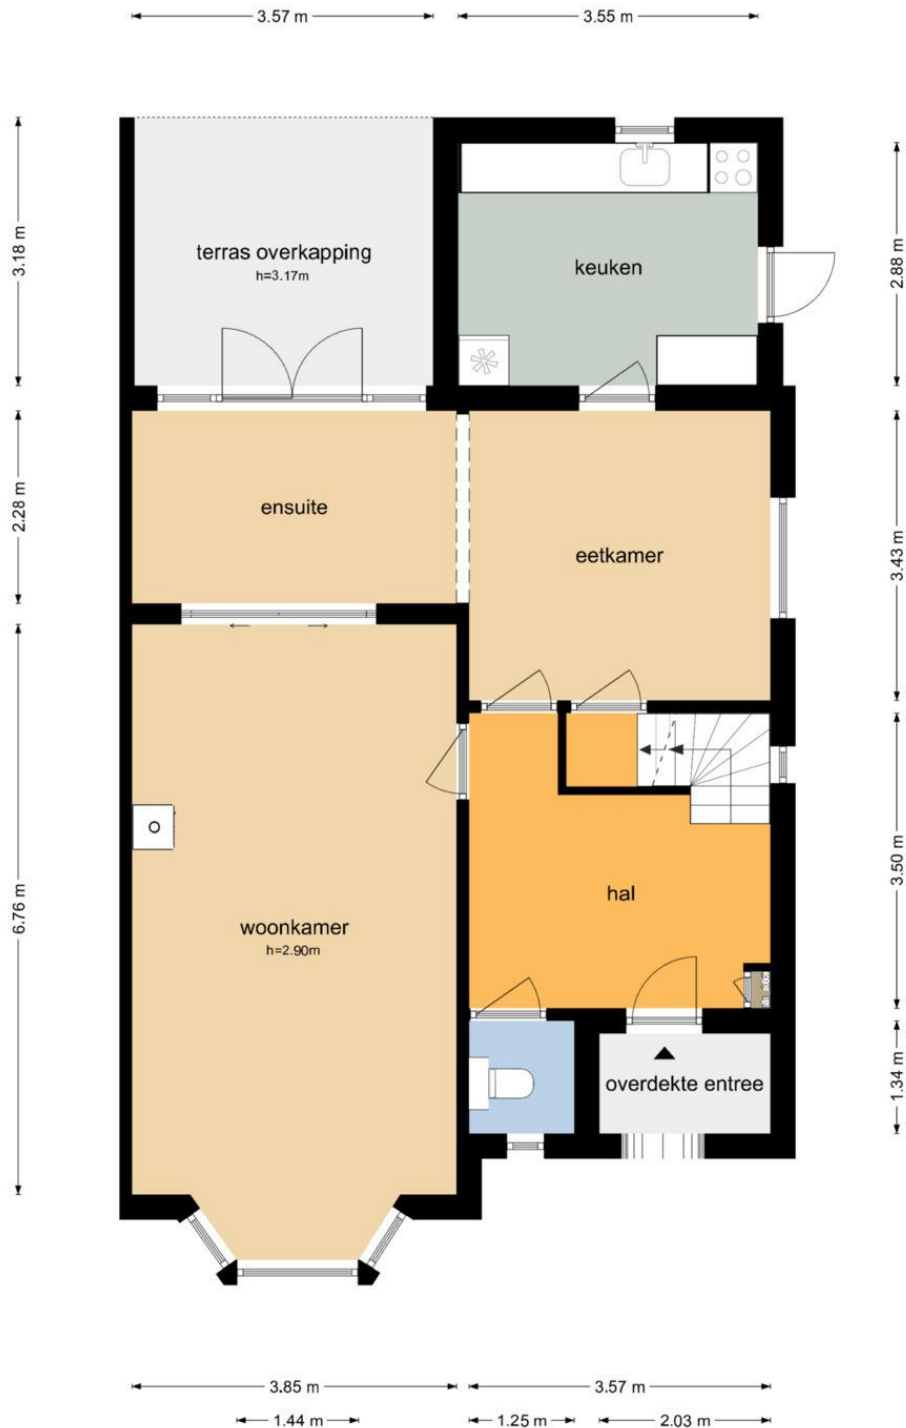 3.57 m
3.55 m
3.18 m
2.88 m
terras overkapping
h=3.17m
keuken
2.28 m
3.43 m
ensuite
eetkamer
6.76 m
3.50 m
hal
woonkamer
h=2.90m
1.34 m
overdekte entree
3.85 m
3.57 m
1.44 m
1.25 m
2.03 m